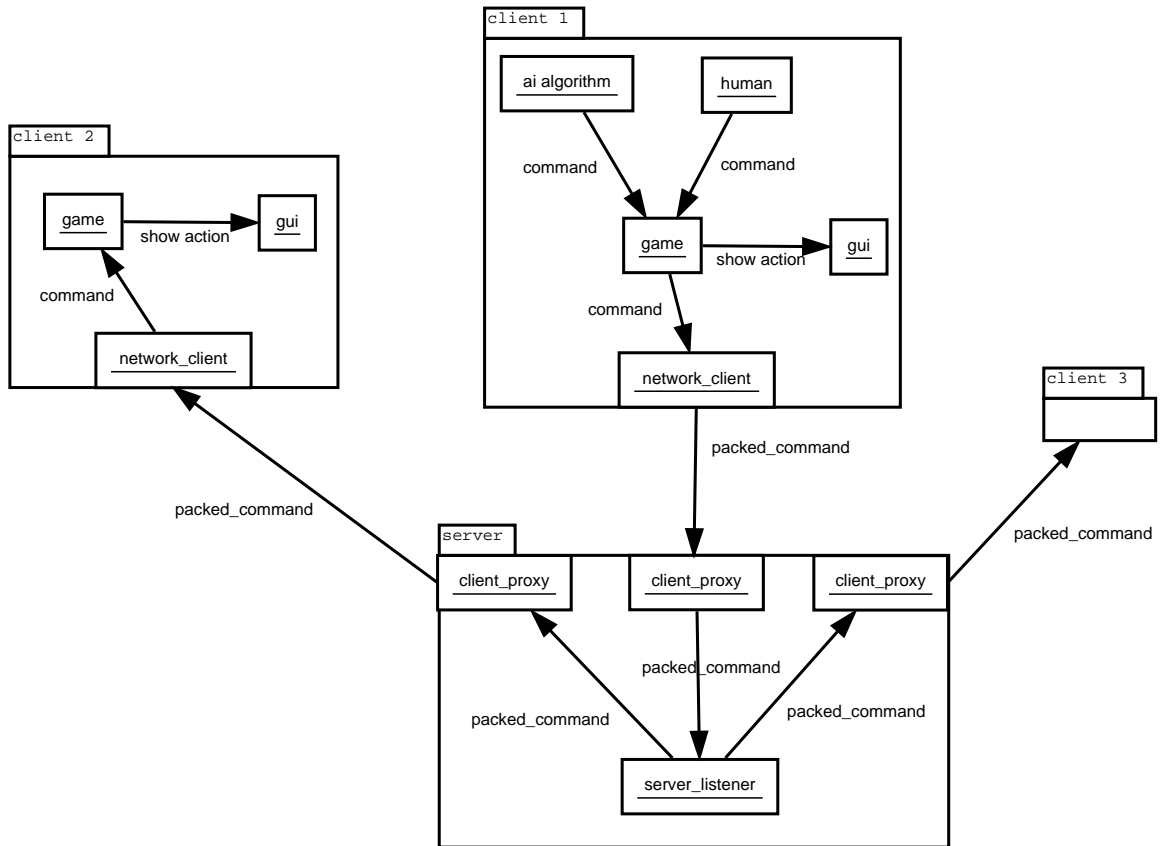 client 1
ai algorithm
human
command
command
game
show action
gui
command
network_client
client 2
game
show action
gui
command
network_client
client 3
packed_command
packed_command
packed_command
server
client_proxy
client_proxy
client_proxy
packed_command
packed_command
packed_command
server_listener